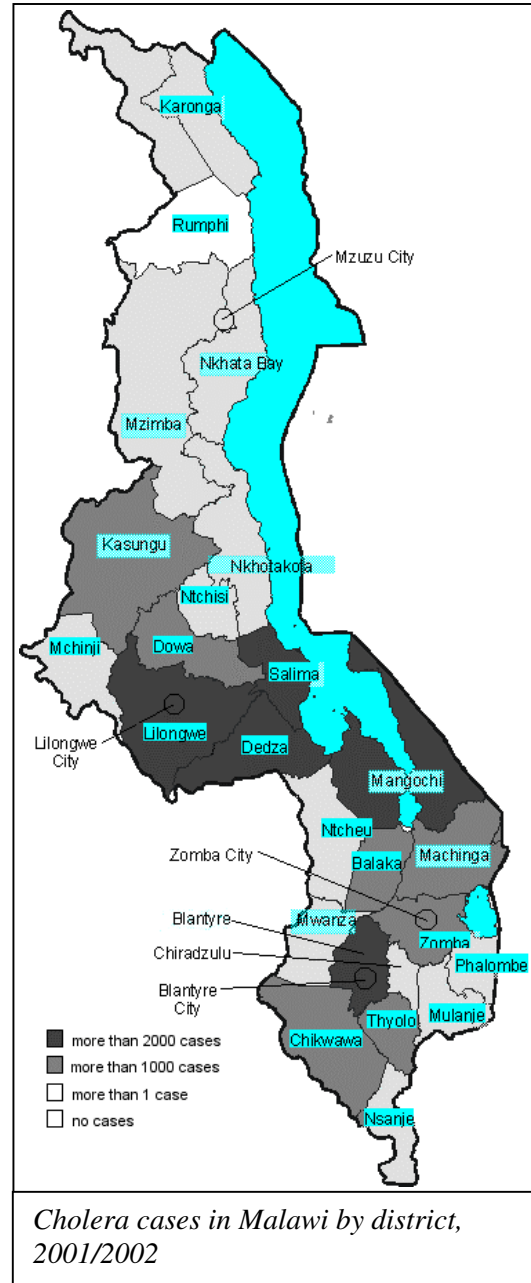 Karonga
Rumphi
Mzuzu City
Nkhata Bay
Mzimba
Kasungu
Nkhotakota
Ntchisi
Mchinji
Dowa
Salima
Lilongwe
Lilongwe
City
Dedza
Mangochi
Ntcheu
Zomba City
Balaka
Machinga
Blantyre
Mwanza
Zomba
Chiradzulu
Phalombe
Blantyre
City
Thyolo
Mulanje
Chikwawa
more than 2000 cases
more than 1000 cases
more than 1 case
no cases
Nsanje
Cholera cases in Malawi by district,
2001/2002